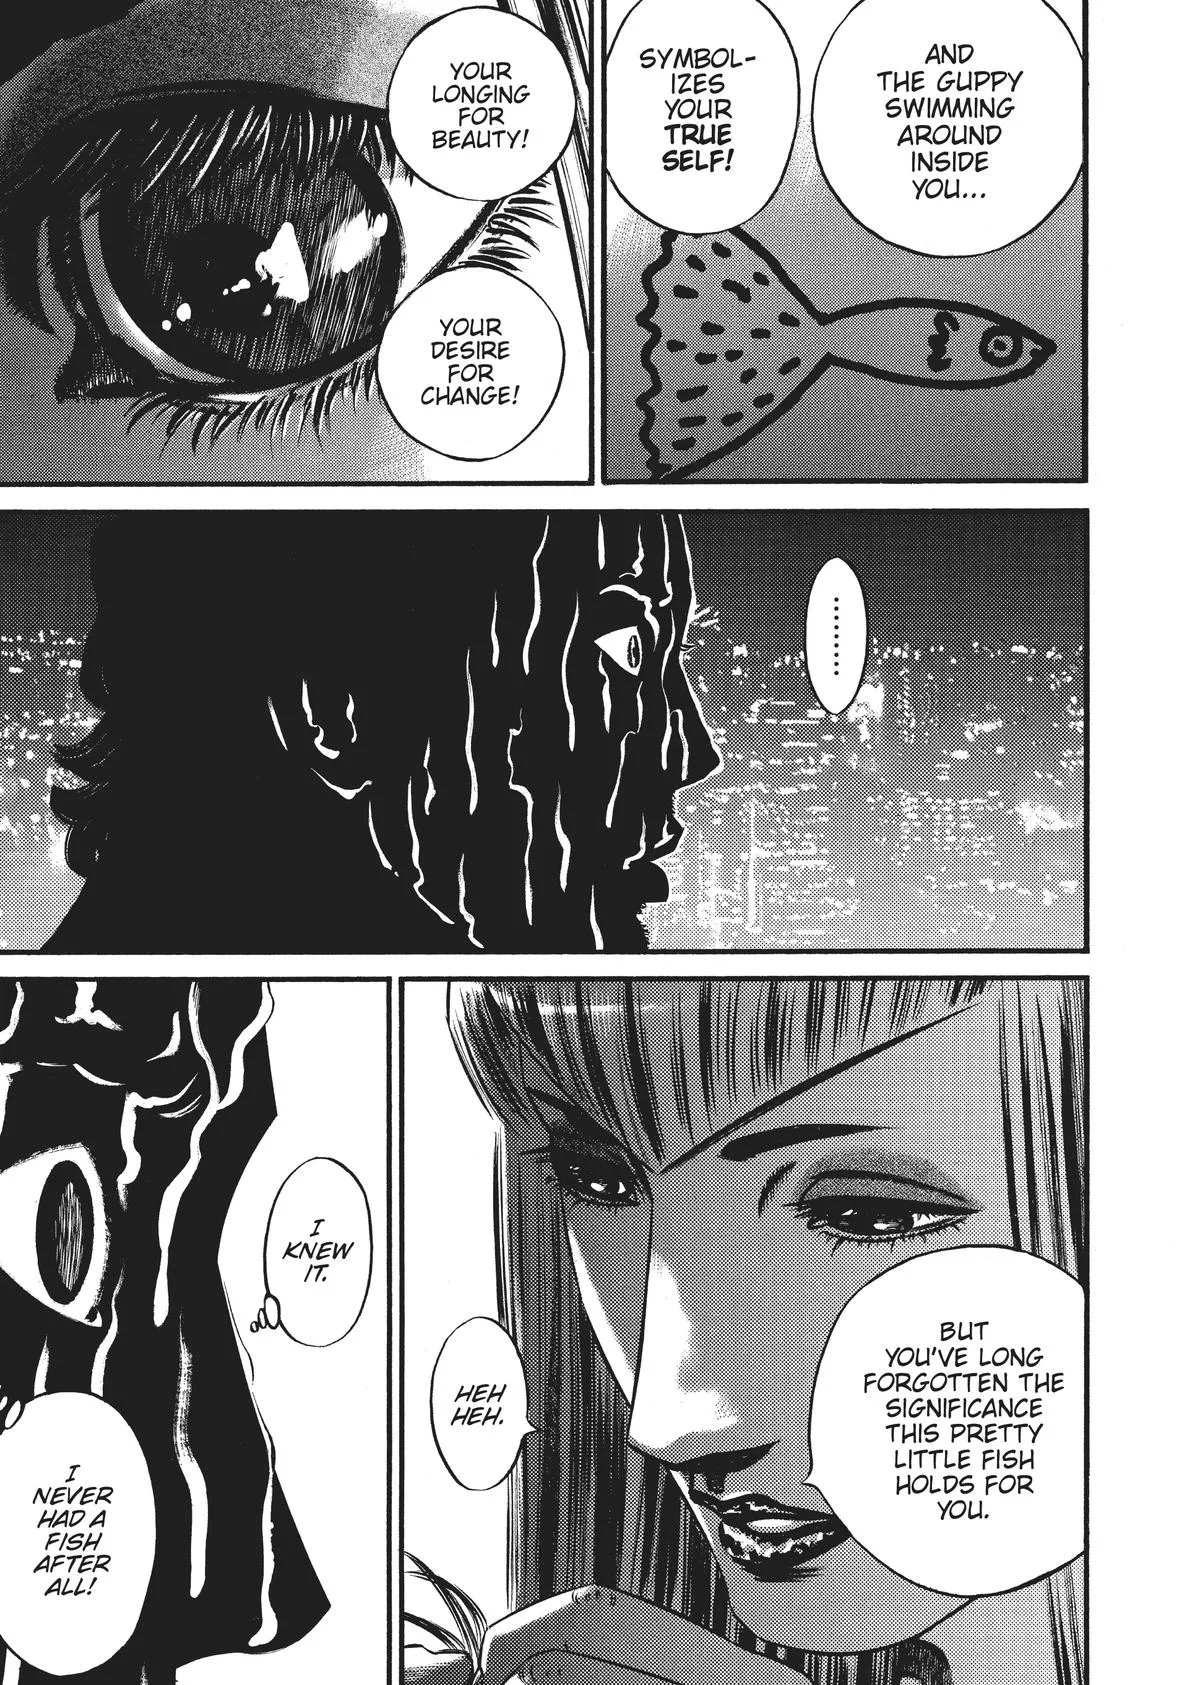 AND
THE GUPPY
SWIMMING
AROUND
INSIDE
YOU...
SYMBOL-
IZES
YOUR
TRUE
SELF!
YOUR
LONGING
FOR
BEAUTY!
YOUR
DESIRE
FOR
CHANGE!
.........
BUT
YOU'VE LONG
FORGOTTEN THE
SIGNIFICANCE
THIS PRETTY
LITTLE FISH
HOLDS FOR
YOU.
HEH
HEH.
I
KNEW
IT.
I
NEVER
HAD A
FISH
AFTER
ALL!